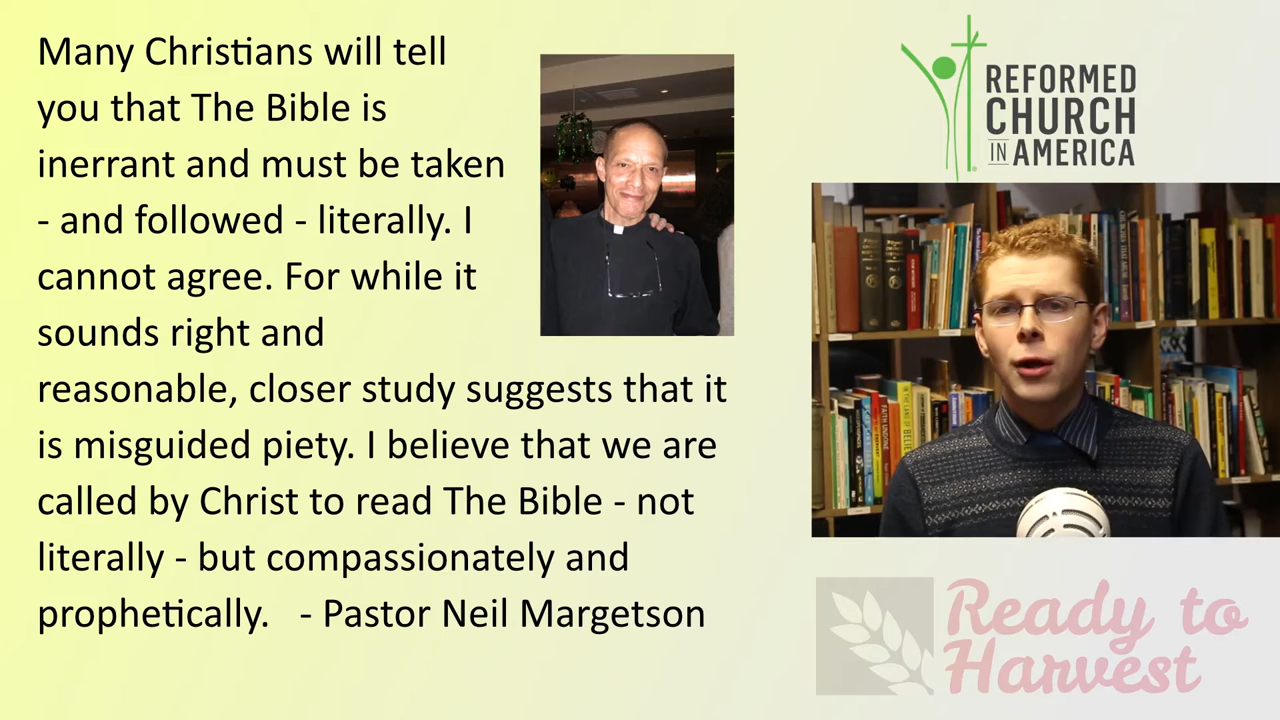 Many Christians will tell
you that The Bible is
inerrant and must be taken
- and followed - literally. I
cannot agree. For while it
sounds right and
reasonable, closer study suggests that it
is misguided piety. I believe that we are
called by Christ to read The Bible - not
literally - but compassionately and
prophetically.   - Pastor Neil Margetson
REFORMED
CHURCH
IN AMERICA
Ready to
Harvest